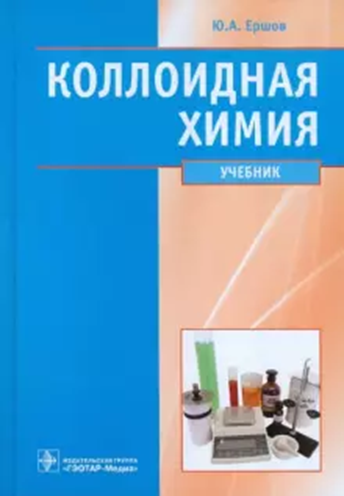 Ю.А. Ершов
КОЛЛОИДНАЯ
ХИМИЯ
УЧЕБНИК
ИЗДАТЕЛЬСКАЯ ГРУППА
«ГЭОТАР-Медиа»